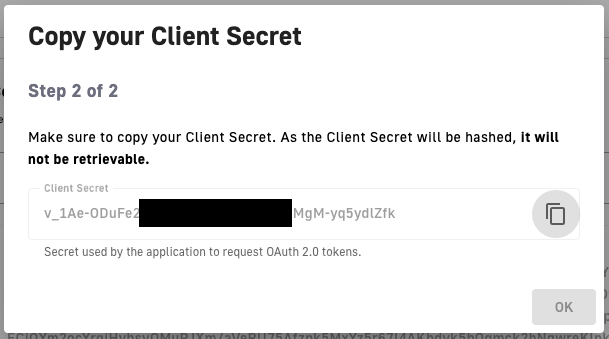 Copy your Client Secret
Step 2 of 2
Make sure to copy your Client Secret. As the Client Secret will be hashed, it will
not be retrievable.
Client Secret
v_1Ae-ODuFe2 MgM-yq5ydlZfk
Secret used by the application to request OAuth 2.0 tokens.
OK